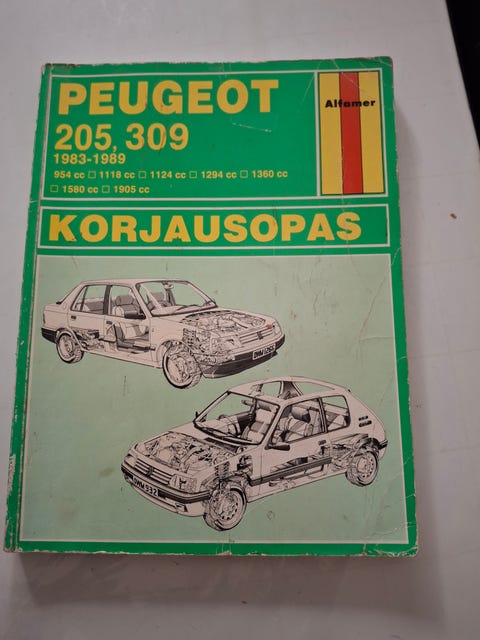 PEUGEOT
205, 309
1983-1989
954 cc □ 1118 cc □ 1124 cc □ 1294 cc □ 1360 cc
□ 1580 cc □ 1905 cc
Alfamer
KORJAUSOPAS